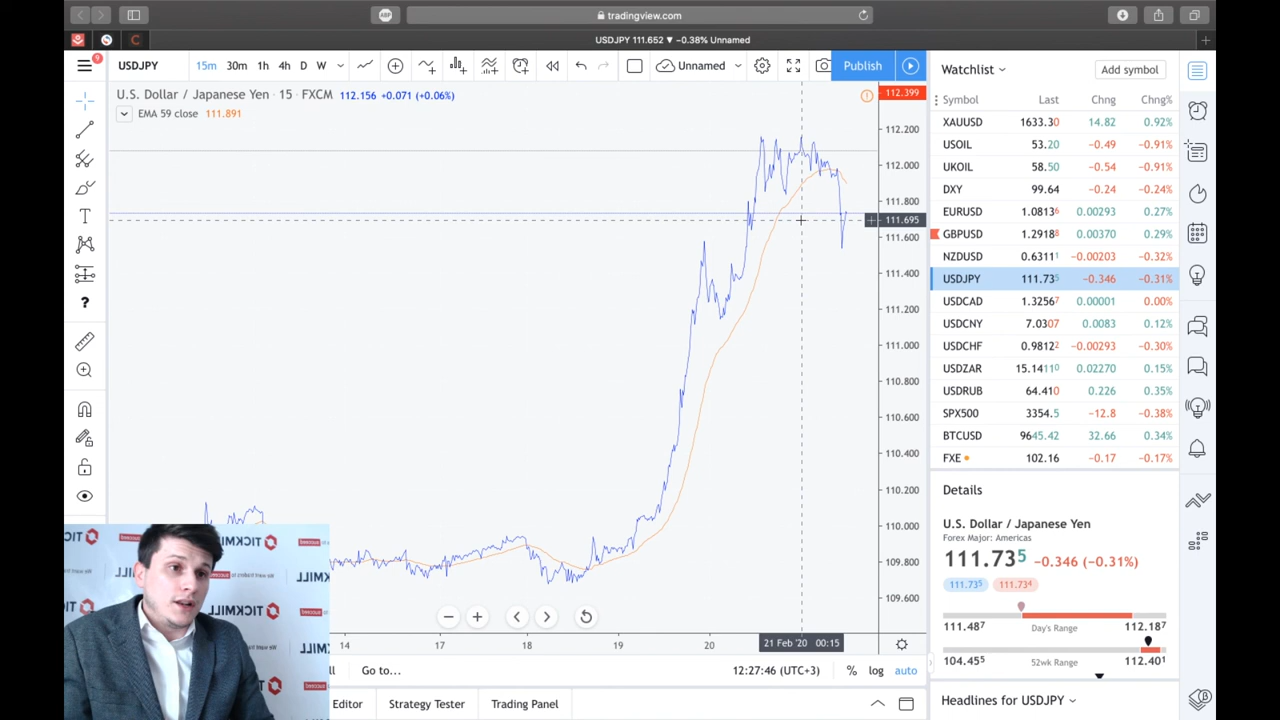 tradingview.com
ABP
USDJPY 111.652 ▼ −0.38% Unnamed
9
USDJPY
15m 30m 1h 4h D W
Unnamed
Publish
U.S. Dollar / Japanese Yen · 15 · FXCM 112.156 +0.071 (+0.06%)
EMA 59 close 111.891
112.399
112.200
112.000
111.800
111.695
111.600
111.400
111.200
111.000
110.800
110.600
110.400
110.200
110.000
109.800
109.600
14 17 18 19 20 21 Feb '20 00:15
Go to...
12:27:46 (UTC+3) % log auto
Editor Strategy Tester Trading Panel
Watchlist Add symbol
Symbol Last Chng Chng%
XAUUSD 1633.30 14.82 0.92%
USOIL 53.20 −0.49 −0.91%
UKOIL 58.50 −0.54 −0.91%
DXY 99.64 −0.24 −0.24%
EURUSD 1.08136 0.00293 0.27%
GBPUSD 1.29188 0.00370 0.29%
NZDUSD 0.63111 −0.00203 −0.32%
USDJPY 111.735 −0.346 −0.31%
USDCAD 1.32567 0.00001 0.00%
USDCNY 7.0307 0.0083 0.12%
USDCHF 0.98122 −0.00293 −0.30%
USDZAR 15.14110 0.02270 0.15%
USDRUB 64.410 0.226 0.35%
SPX500 3354.5 −12.8 −0.38%
BTCUSD 9645.42 32.66 0.34%
FXE 102.16 −0.17 −0.17%
Details
U.S. Dollar / Japanese Yen
Forex Major: Americas
111.735 −0.346 (−0.31%)
111.735 111.734
111.487 Day's Range 112.187
104.455 52wk Range 112.401
Headlines for USDJPY
TICKMILL